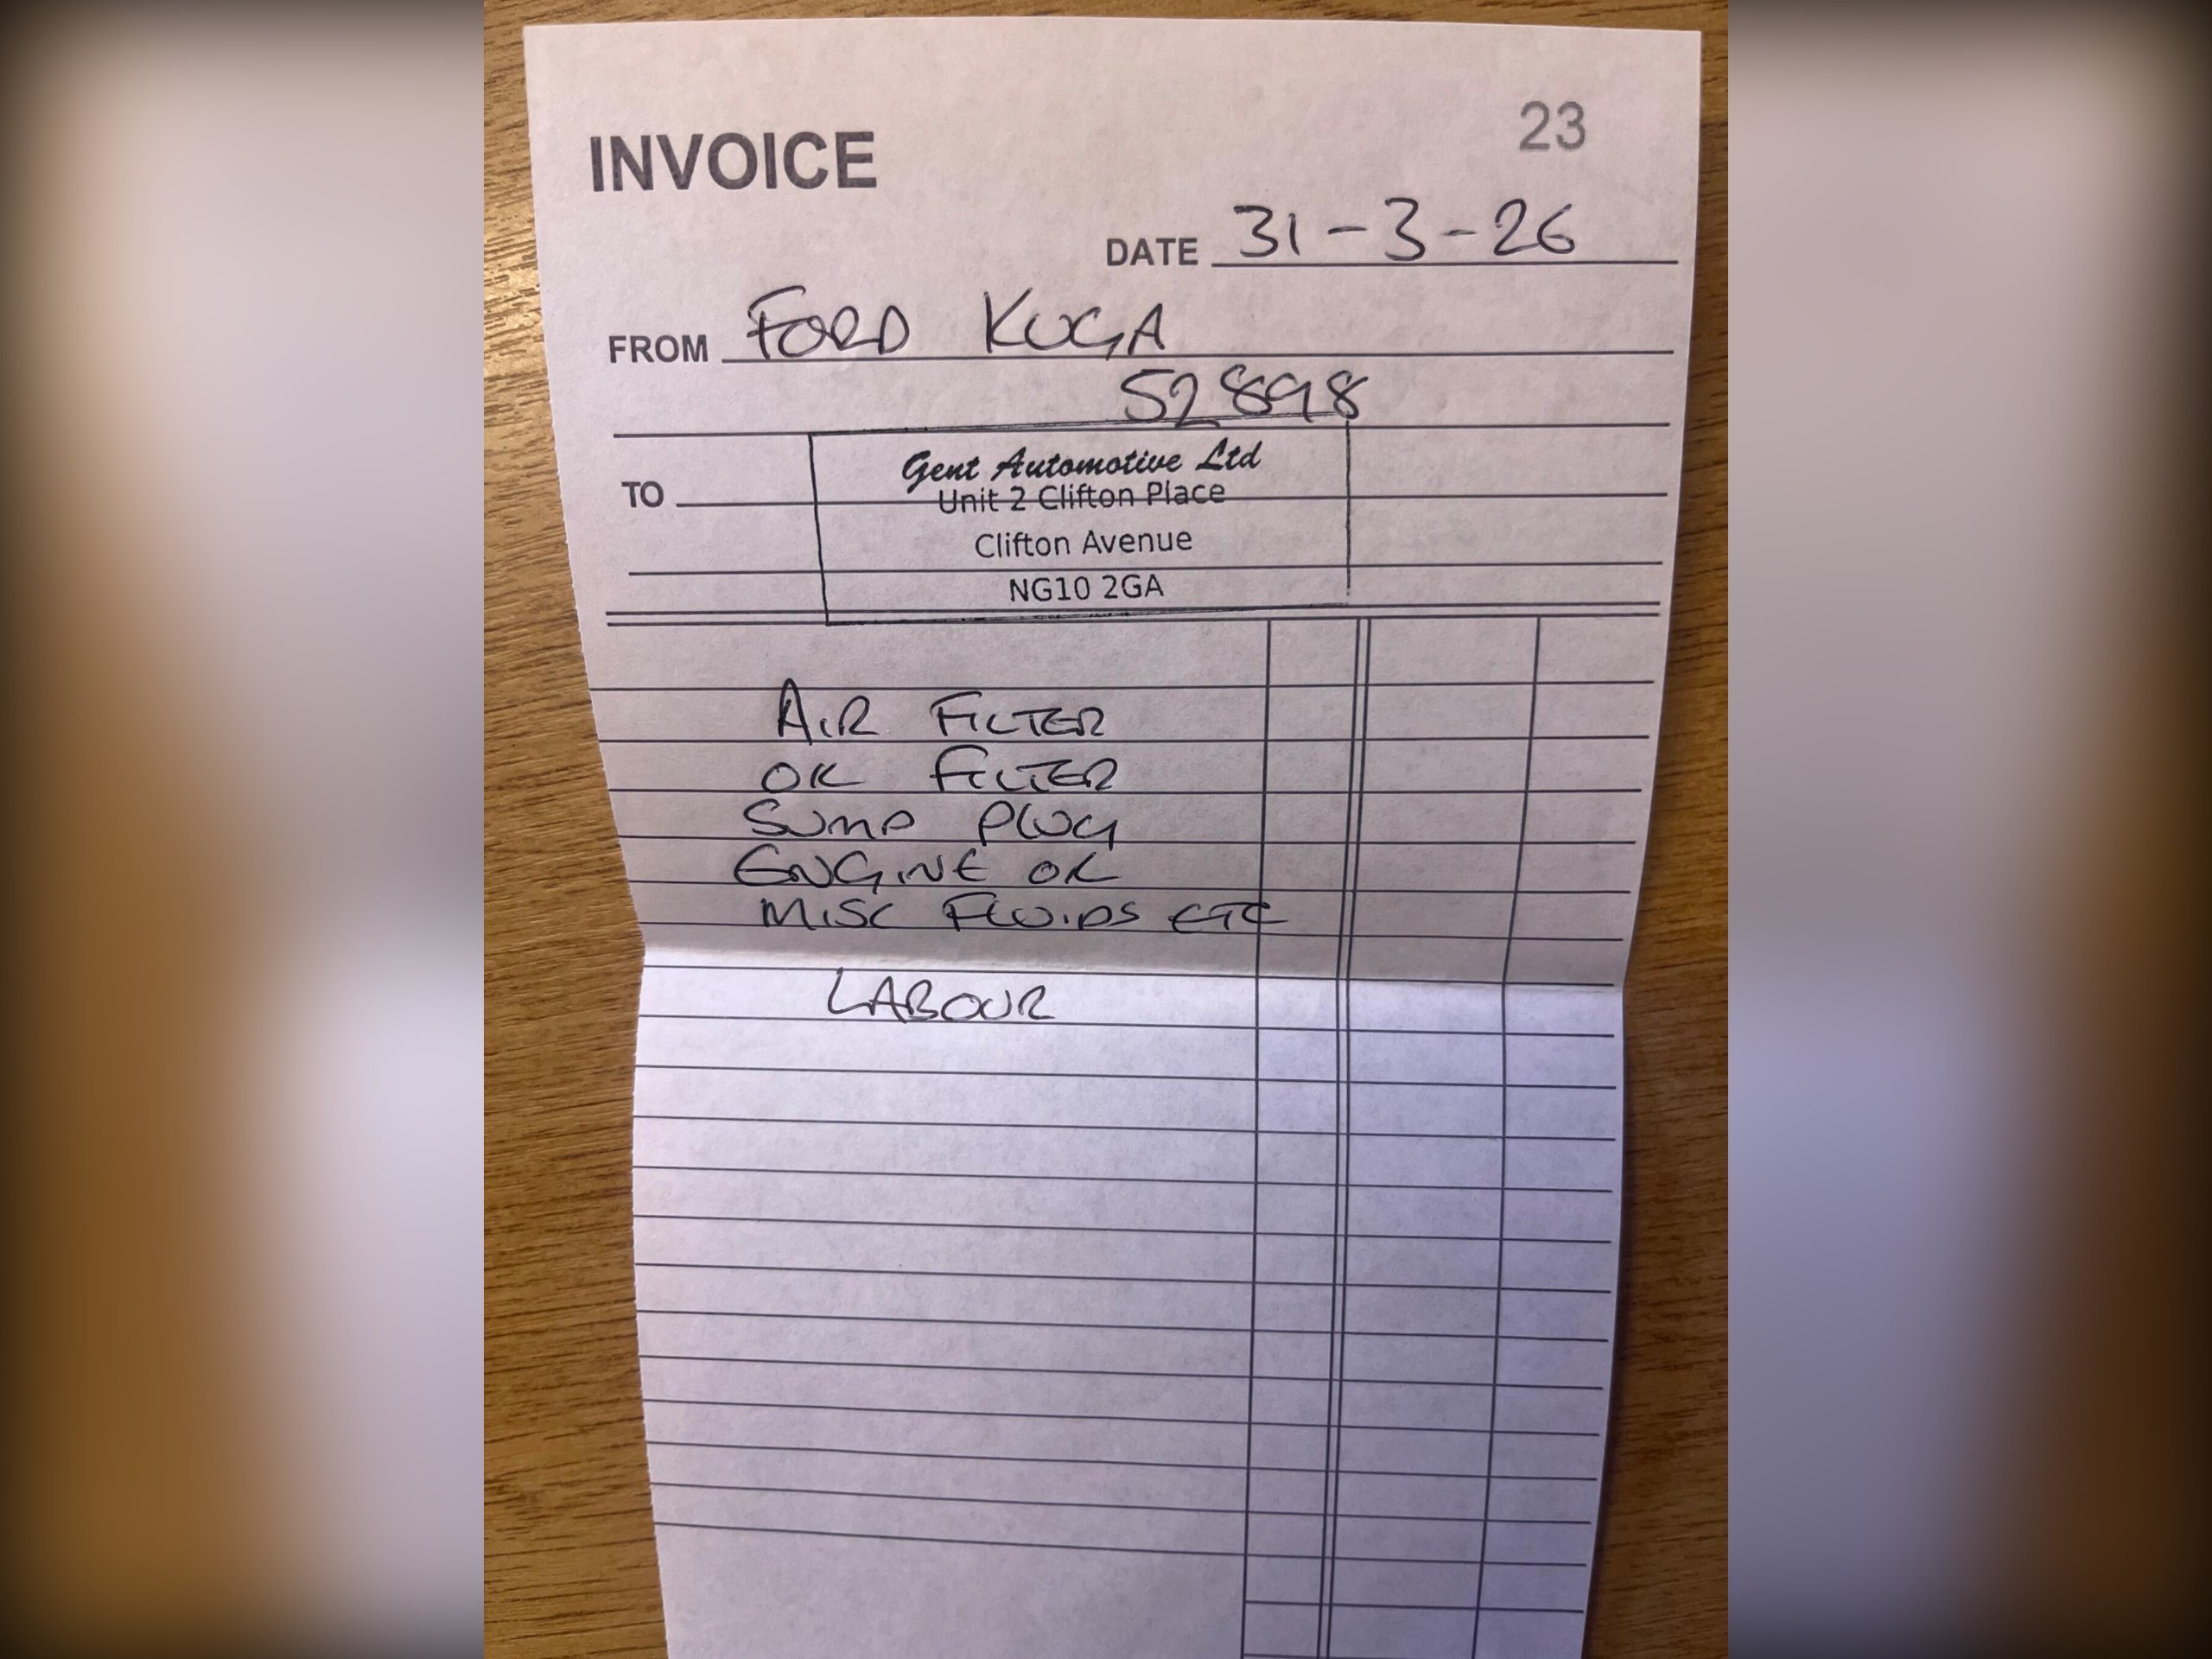 23
INVOICE
DATE 31-3-26
FROM FORD KUGA
52898
Gent Automotive Ltd
TO Unit 2 Clifton Place
Clifton Avenue
NG10 2GA
AIR FILTER
OIL FILTER
SUMP PLUG
ENGINE OIL
MISC FLUIDS ETC
LABOUR